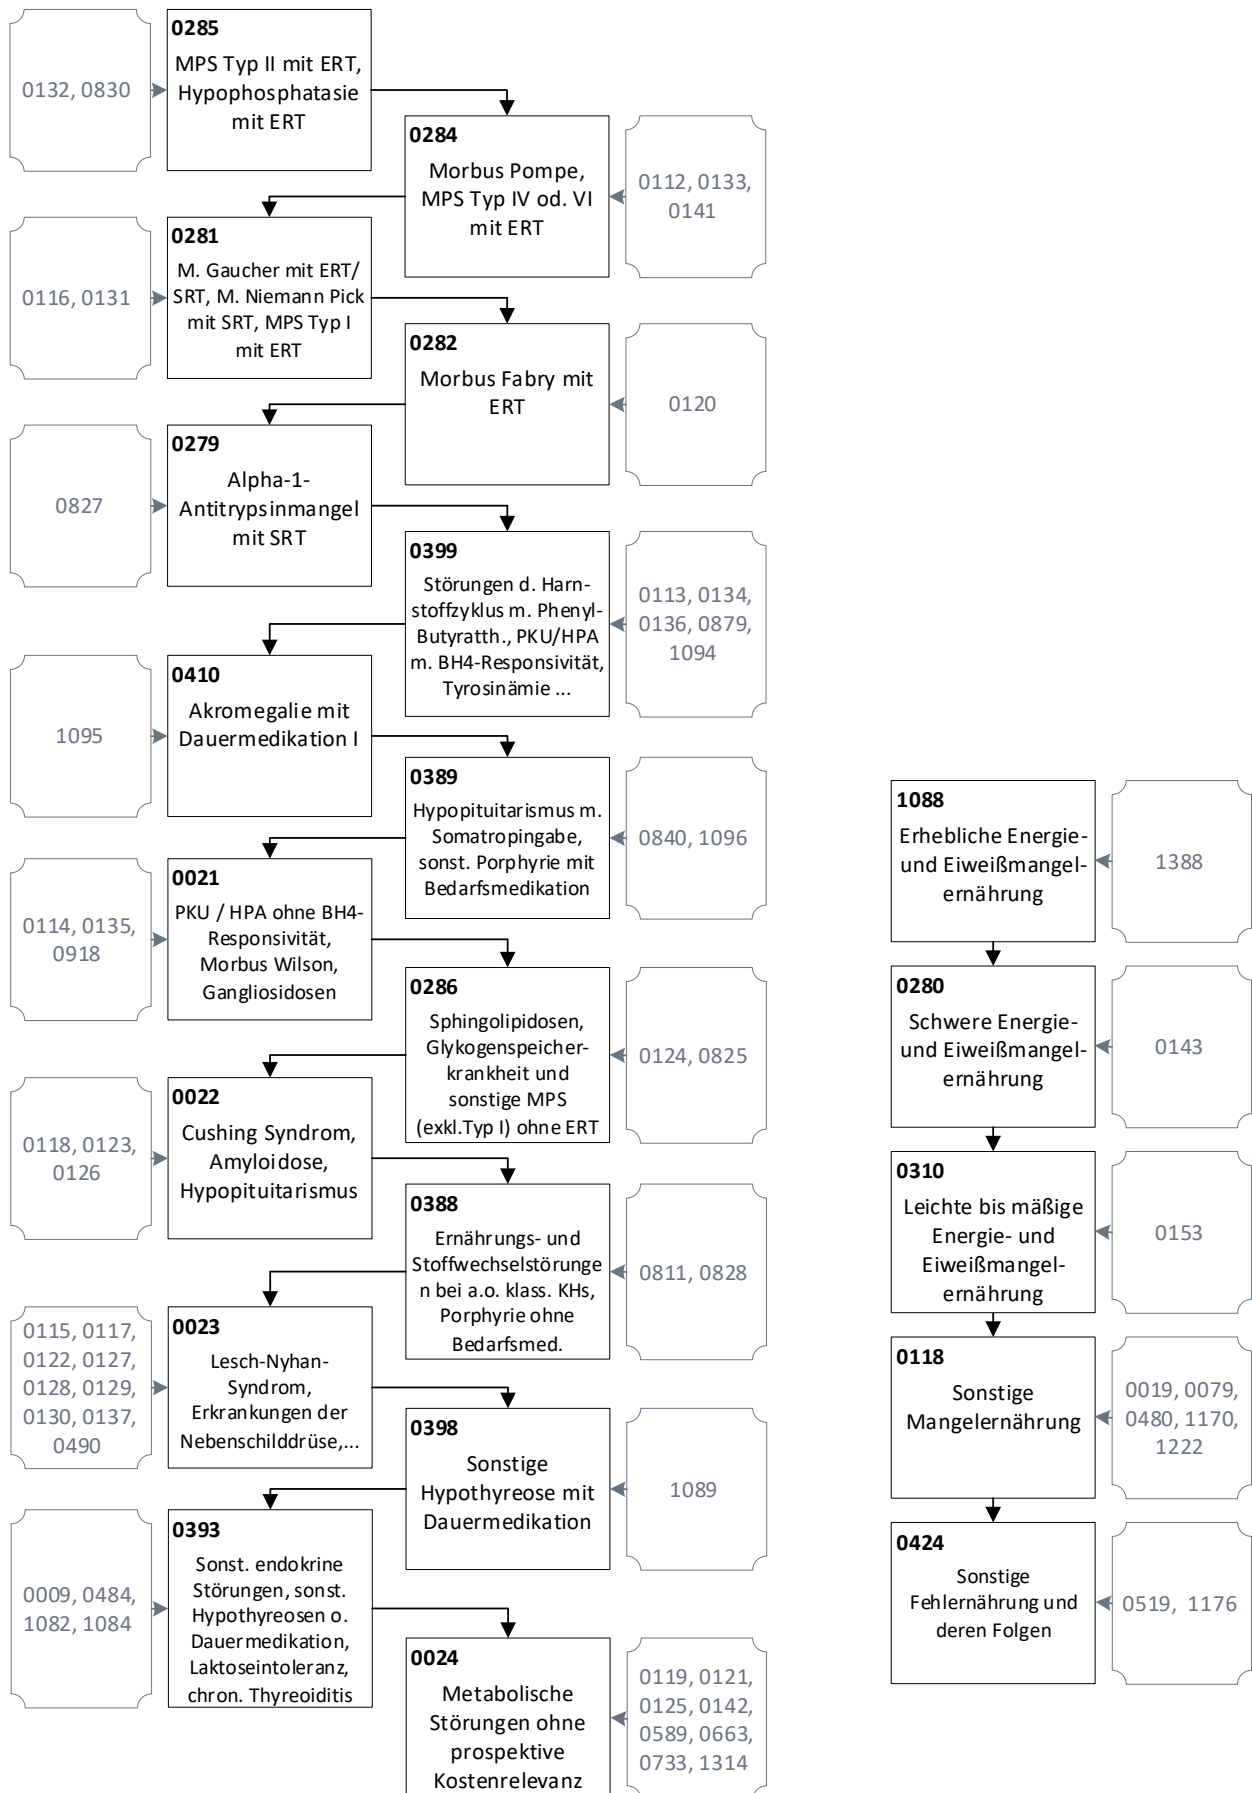 0285
MPS Typ II mit ERT,
Hypophosphatasie
mit ERT
0132, 0830
0284
Morbus Pompe,
MPS Typ IV od. VI
mit ERT
0112, 0133,
0141
0281
M. Gaucher mit ERT/
SRT, M. Niemann Pick
mit SRT, MPS Typ I
mit ERT
0116, 0131
0282
Morbus Fabry mit
ERT
0120
0279
Alpha-1-
Antitrypsinmangel
mit SRT
0827
0399
Störungen d. Harn-
stoffzyklus m. Phenyl-
Butyratth., PKU/HPA
m. BH4-Responsivität,
Tyrosinämie ...
0113, 0134,
0136, 0879,
1094
0410
Akromegalie mit
Dauermedikation I
1095
0389
Hypopituitarismus m.
Somatropingabe,
sonst. Porphyrie mit
Bedarfsmedikation
0840, 1096
0021
PKU / HPA ohne BH4-
Responsivität,
Morbus Wilson,
Gangliosidosen
0114, 0135,
0918
0286
Sphingolipidosen,
Glykogenspeicher-
krankheit und
sonstige MPS
(exkl.Typ I) ohne ERT
0124, 0825
0022
Cushing Syndrom,
Amyloidose,
Hypopituitarismus
0118, 0123,
0126
0388
Ernährungs- und
Stoffwechselstörunge
n bei a.o. klass. KHs,
Porphyrie ohne
Bedarfsmed.
0811, 0828
0023
Lesch-Nyhan-
Syndrom,
Erkrankungen der
Nebenschilddrüse,...
0115, 0117,
0122, 0127,
0128, 0129,
0130, 0137,
0490
0398
Sonstige
Hypothyreose mit
Dauermedikation
1089
0393
Sonst. endokrine
Störungen, sonst.
Hypothyreosen o.
Dauermedikation,
Laktoseintoleranz,
chron. Thyreoiditis
0009, 0484,
1082, 1084
0024
Metabolische
Störungen ohne
prospektive
Kostenrelevanz
0119, 0121,
0125, 0142,
0589, 0663,
0733, 1314
1088
Erhebliche Energie-
und Eiweißmangel-
ernährung
1388
0280
Schwere Energie-
und Eiweißmangel-
ernährung
0143
0310
Leichte bis mäßige
Energie- und
Eiweißmangel-
ernährung
0153
0118
Sonstige
Mangelernährung
0019, 0079,
0480, 1170,
1222
0424
Sonstige
Fehlernährung und
deren Folgen
0519, 1176